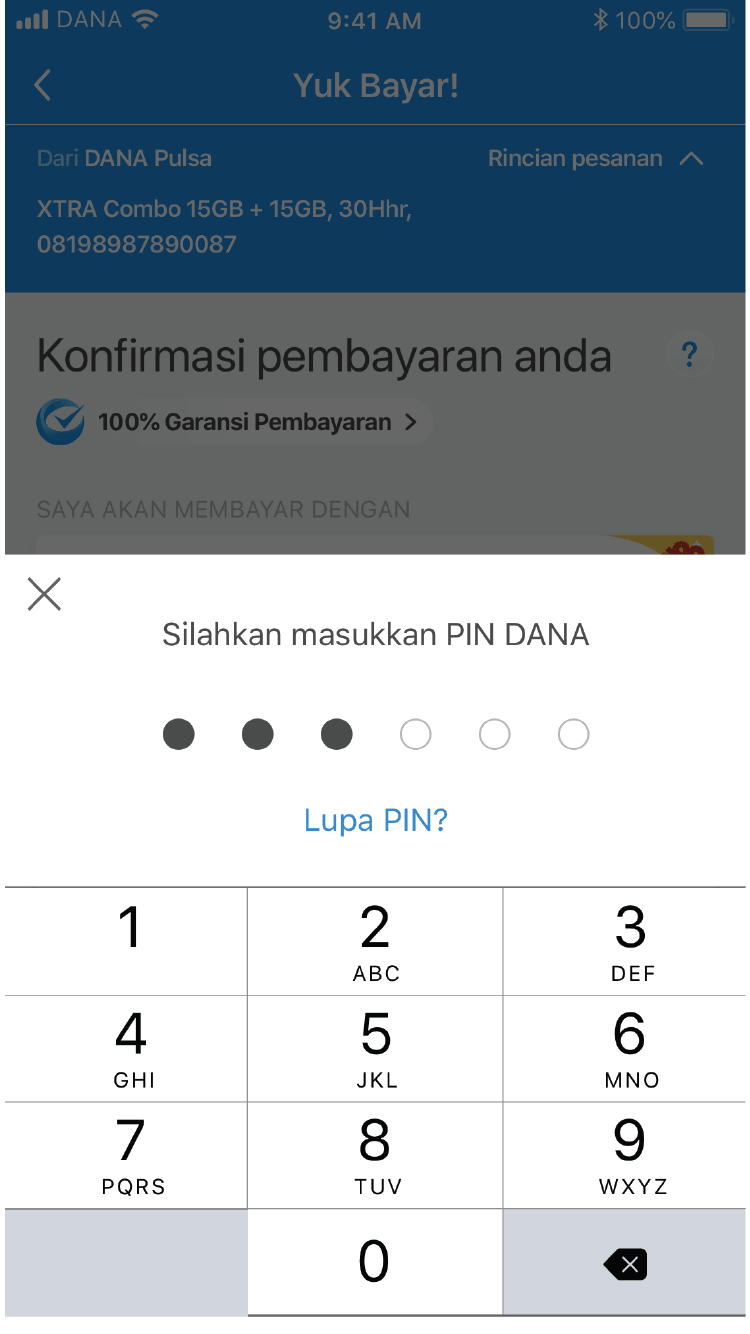 DANA 9:41 AM 100%
Yuk Bayar!
Dari DANA Pulsa Rincian pesanan
XTRA Combo 15GB + 15GB, 30Hhr,
08198987890087
Konfirmasi pembayaran anda ?
100% Garansi Pembayaran >
SAYA AKAN MEMBAYAR DENGAN
Silahkan masukkan PIN DANA
Lupa PIN?
1 2 3
ABC DEF
4 5 6
GHI JKL MNO
7 8 9
PQRS TUV WXYZ
0